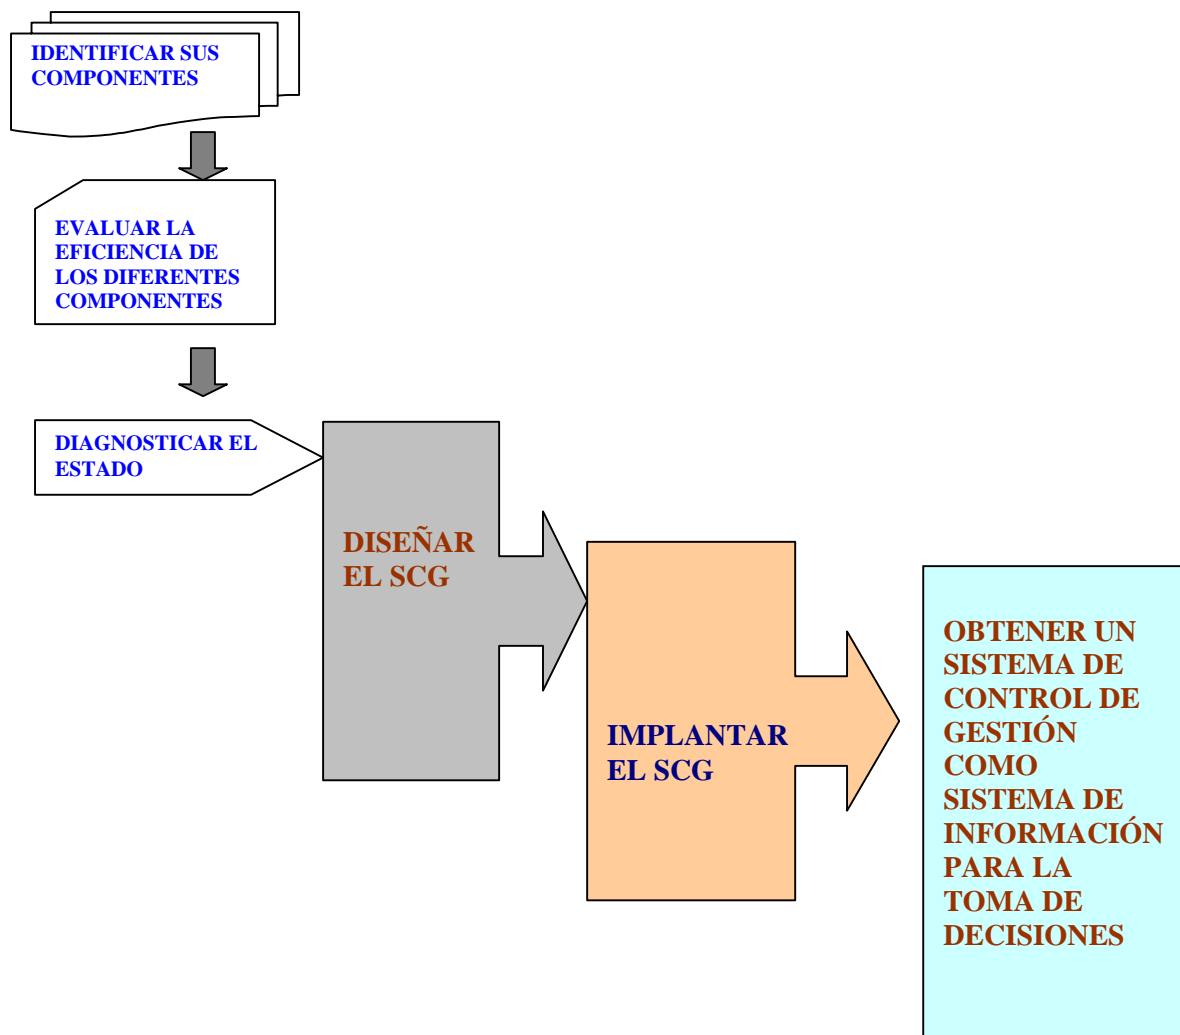 IDENTIFICAR SUS
COMPONENTES
EVALUAR LA
EFICIENCIA DE
LOS DIFERENTES
COMPONENTES
DIAGNOSTICAR EL
ESTADO
DISEÑAR
EL SCG
IMPLANTAR
EL SCG
OBTENER UN
SISTEMA DE
CONTROL DE
GESTIÓN
COMO
SISTEMA DE
INFORMACIÓN
PARA LA
TOMA DE
DECISIONES